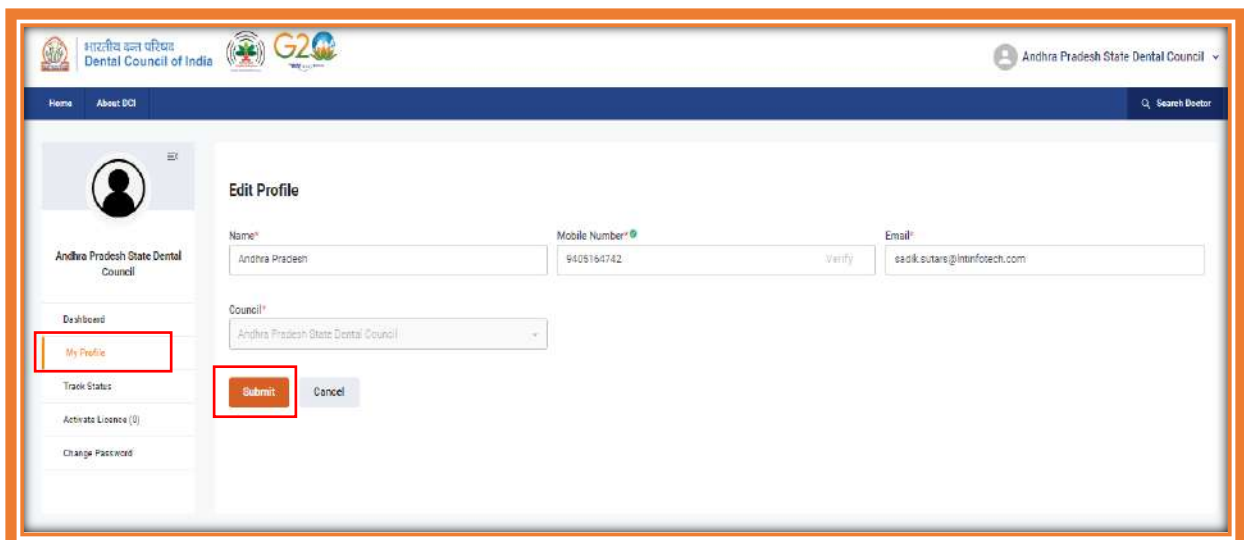 भारतीय दन्त परिषद
Dental Council of India
G20
Andhra Pradesh State Dental Council
Home
About DCI
Search Doctor
Andhra Pradesh State Dental
Council
Dashboard
My Profile
Track Status
Activate Licence (0)
Change Password
Edit Profile
Name*
Mobile Number*
Email*
Andhra Pradesh
9405164742
Verify
sadik.sutars@intinfotech.com
Council*
Andhra Pradesh State Dental Council
Submit
Cancel